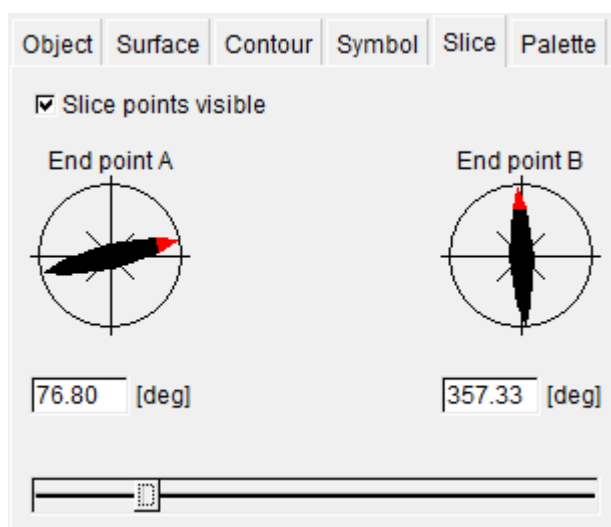 Object Surface Contour Symbol Slice Palette
Slice points visible
End point A End point B
76.80 [deg] 357.33 [deg]